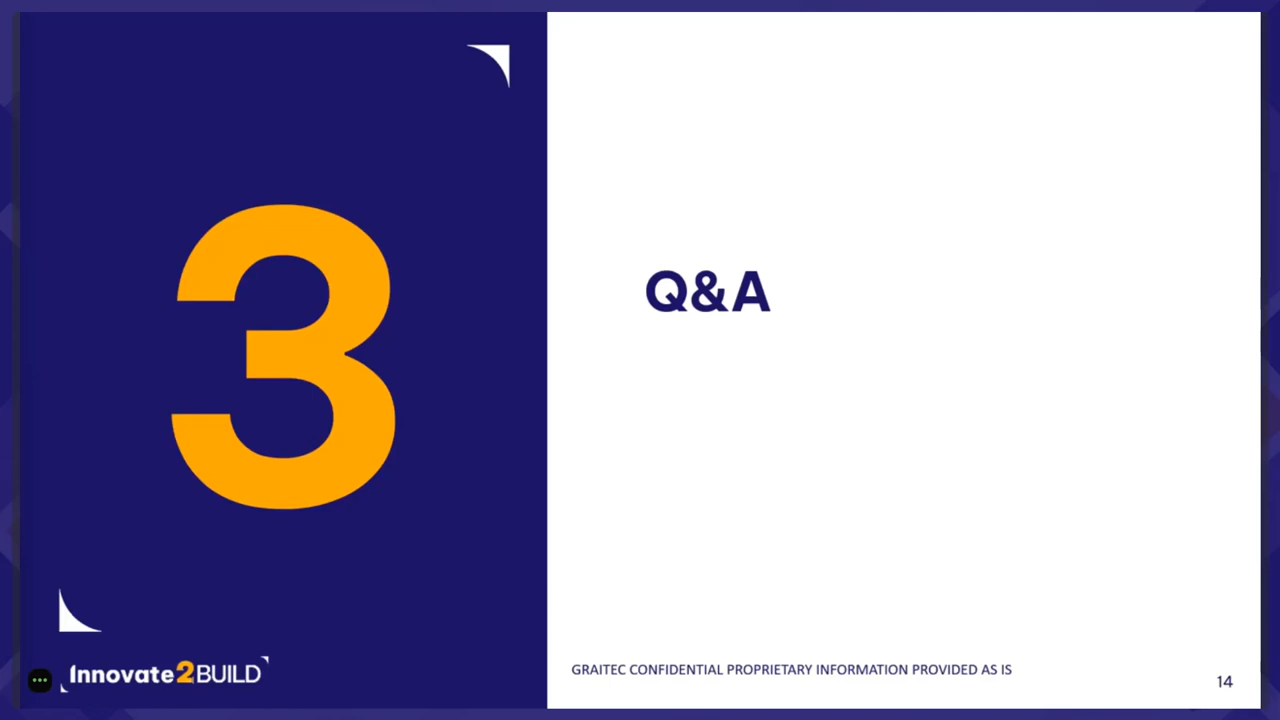 3
Q&A
Innovate2BUILD
GRAITEC CONFIDENTIAL PROPRIETARY INFORMATION PROVIDED AS IS
14